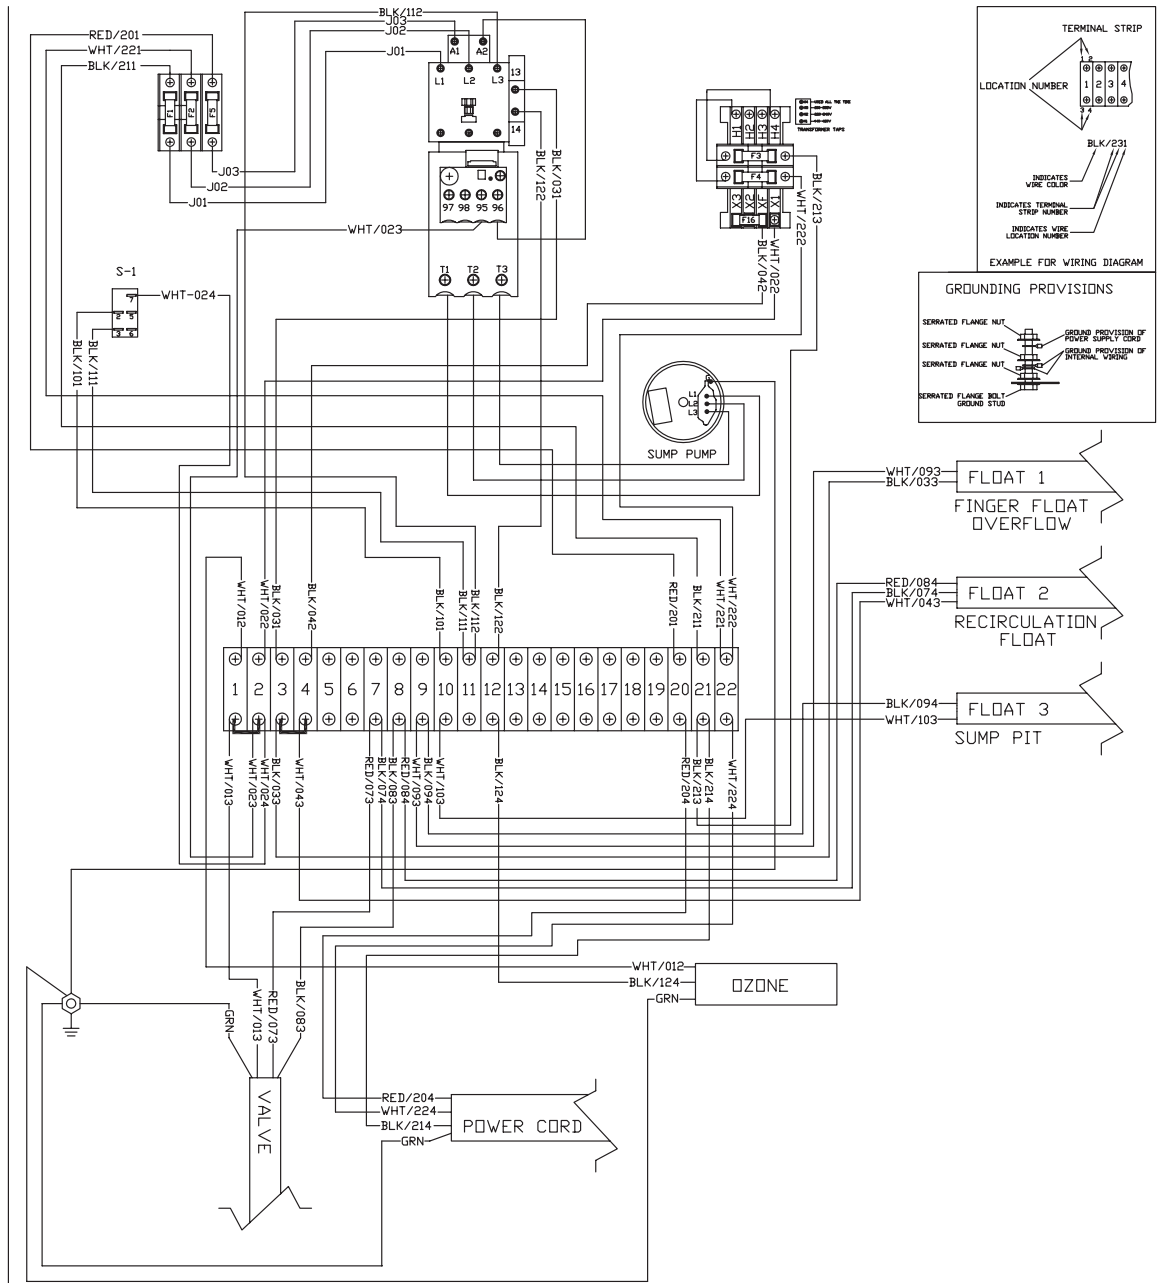 BLK/112
J03
J02
J01
RED/201
WHT/221
BLK/211
F1
F2
F5
J03
J02
J01
A1
A2
L1
L2
L3
13
14
97
98
95
96
WHT/023
T1
T2
T3
BLK/122
BLK/031
H1
H2
H3
H4
F3
F4
X3
X2
XF
X1
F16
TRANSFORMER TAPS
BLK/213
WHT/222
WHT/022
BLK/042
TERMINAL STRIP
1 2
LOCATION NUMBER
1 2 3 4
3 4
BLK/231
INDICATES
WIRE COLOR
INDICATES TERMINAL
STRIP NUMBER
INDICATES WIRE
LOCATION NUMBER
EXAMPLE FOR WIRING DIAGRAM
GROUNDING PROVISIONS
SERRATED FLANGE NUT
GROUND PROVISION OF
POWER SUPPLY CORD
SERRATED FLANGE NUT
GROUND PROVISION OF
INTERNAL WIRING
SERRATED FLANGE NUT
SERRATED FLANGE BOLT
GROUND STUD
S-1
7
2 5
3 6
WHT-024
BLK/101
BLK/111
L1
L2
L3
SUMP PUMP
WHT/093
BLK/033
FLOAT 1
FINGER FLOAT
OVERFLOW
RED/084
BLK/074
WHT/043
FLOAT 2
RECIRCULATION
FLOAT
BLK/094
WHT/103
FLOAT 3
SUMP PIT
WHT/012
WHT/022
BLK/031
BLK/042
BLK/101
BLK/111
BLK/112
BLK/122
RED/201
BLK/211
WHT/221
WHT/222
1 2 3 4 5 6 7 8 9 10 11 12 13 14 15 16 17 18 19 20 21 22
WHT/013
WHT/023
WHT/024
BLK/033
WHT/043
RED/073
BLK/074
BLK/083
RED/084
WHT/093
BLK/094
WHT/103
BLK/124
RED/204
BLK/213
BLK/214
WHT/224
WHT/012
BLK/124
GRN
OZONE
GRN
WHT/013
RED/073
BLK/083
VALVE
RED/204
WHT/224
BLK/214
GRN
POWER CORD